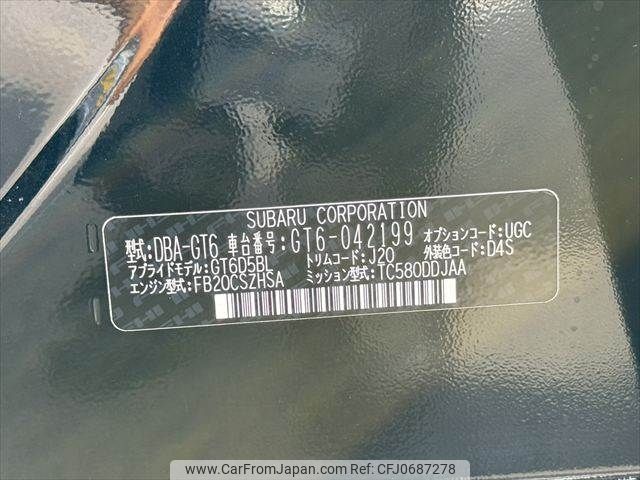 SUBARU CORPORATION
型式:DBA-GT6 車台番号:GT6-042199 オプションコード:UGC
アプライドモデル:GT6D5BL トリムコード:J20 外装色コード:D4S
エンジン型式:FB20CSZHSA ミッション型式:TC580DDJAA
www.CarFromJapan.com | Ref No. CFJ-0687278